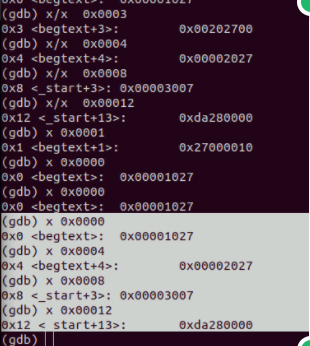 0x0 <begtext>: 0x00001027
(gdb) x/x 0x0003
0x3 <begtext+3>: 0x00202700
(gdb) x/x 0x0004
0x4 <begtext+4>: 0x00002027
(gdb) x/x 0x0008
0x8 <_start+3>: 0x00003007
(gdb) x/x 0x00012
0x12 <_start+13>: 0xda280000
(gdb) x 0x0001
0x1 <begtext+1>: 0x27000010
(gdb) x 0x0000
0x0 <begtext>: 0x00001027
(gdb) x 0x0000
0x0 <begtext>: 0x00001027
(gdb) x 0x0000
0x0 <begtext>: 0x00001027
(gdb) x 0x0004
0x4 <begtext+4>: 0x00002027
(gdb) x 0x0008
0x8 <_start+3>: 0x00003007
(gdb) x 0x00012
0x12 <_start+13>: 0xda280000
(gdb)